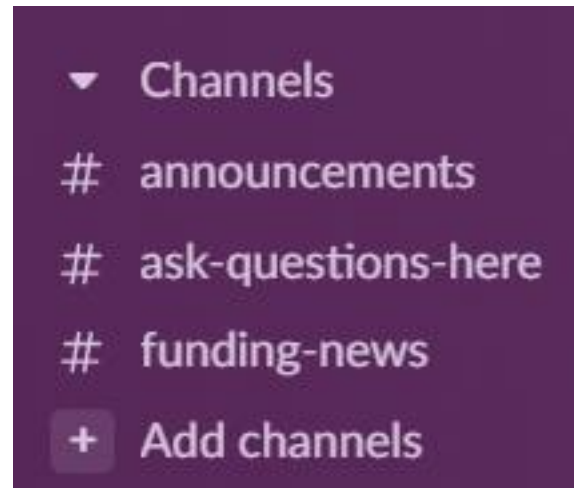 Channels
# announcements
# ask-questions-here
# funding-news
+ Add channels